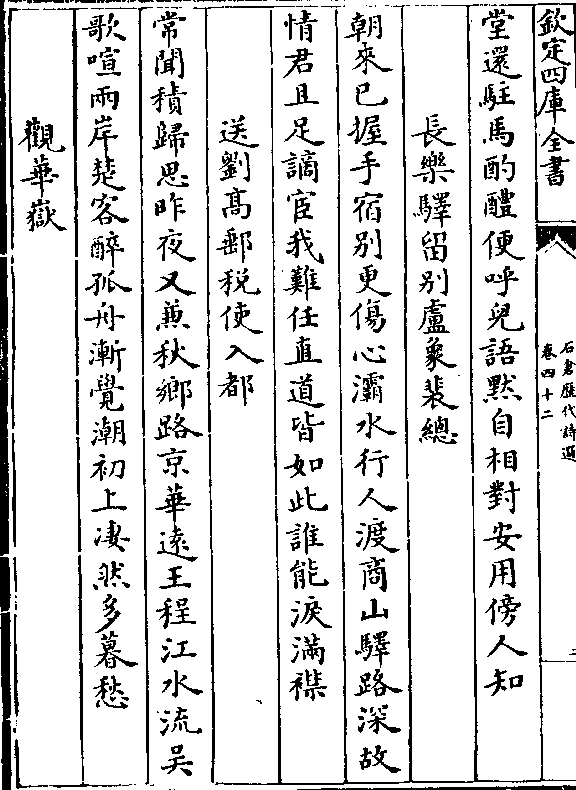 欽定四庫全書
石倉歷代詩選
卷四十二
堂還駐馬酌醴便呼兒語默自相對安用傍人知
長樂驛留别盧象裴總
朝來已握手宿别更傷心灞水行人渡商山驛路深故
情君且足謫宦我難任直道皆如此誰能淚滿襟
送劉髙郵税使入都
常聞積歸思昨夜又蒹秋鄉路京華逺王程江水流吴
歌喧兩岸楚客醉孤舟漸覺潮初上凄然多暮愁
觀華嶽